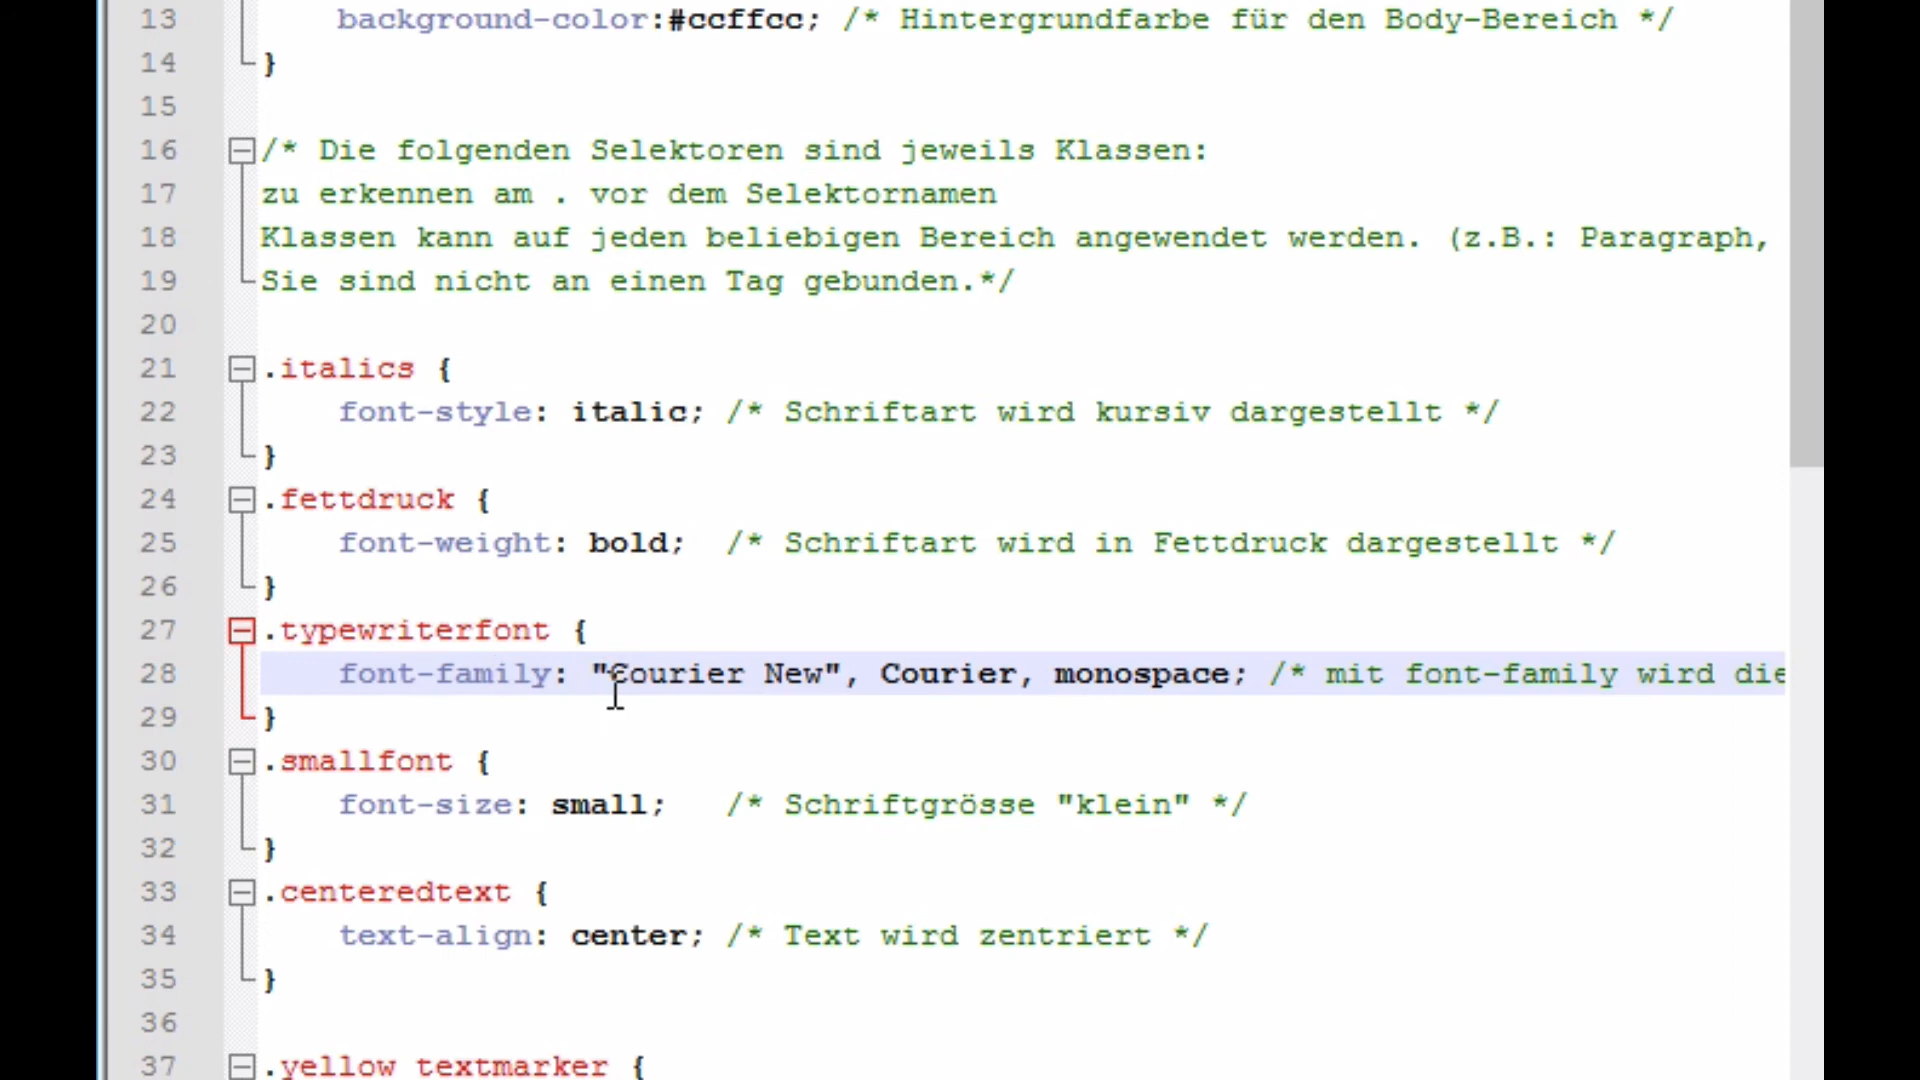 13 background-color:#ccffcc; /* Hintergrundfarbe für den Body-Bereich */
14 }
15
16 /* Die folgenden Selektoren sind jeweils Klassen:
17 zu erkennen am . vor dem Selektornamen
18 Klassen kann auf jeden beliebigen Bereich angewendet werden. (z.B.: Paragraph,
19 Sie sind nicht an einen Tag gebunden.*/
20
21 .italics {
22 font-style: italic; /* Schriftart wird kursiv dargestellt */
23 }
24 .fettdruck {
25 font-weight: bold; /* Schriftart wird in Fettdruck dargestellt */
26 }
27 .typewriterfont {
28 font-family: "Courier New", Courier, monospace; /* mit font-family wird die
29 }
30 .smallfont {
31 font-size: small; /* Schriftgrösse "klein" */
32 }
33 .centeredtext {
34 text-align: center; /* Text wird zentriert */
35 }
36
37 .yellow textmarker {